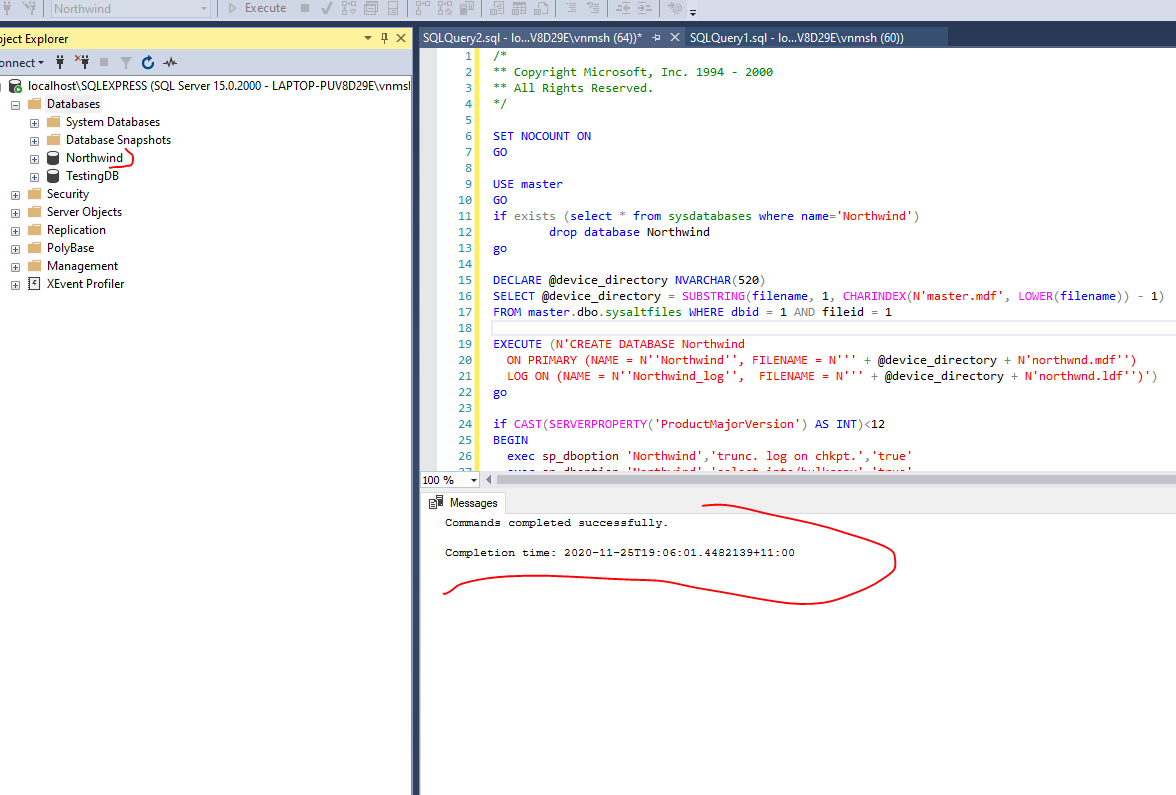 Northwind
Execute
ject Explorer
onnect
localhost\SQLEXPRESS (SQL Server 15.0.2000 - LAPTOP-PUV8D29E\vnmsl
Databases
System Databases
Database Snapshots
Northwind
TestingDB
Security
Server Objects
Replication
PolyBase
Management
XEvent Profiler
SQLQuery2.sql - lo...V8D29E\vnmsh (64))*
SQLQuery1.sql - lo...V8D29E\vnmsh (60))
1 /*
2 ** Copyright Microsoft, Inc. 1994 - 2000
3 ** All Rights Reserved.
4 */
5
6 SET NOCOUNT ON
7 GO
8
9 USE master
10 GO
11 if exists (select * from sysdatabases where name='Northwind')
12 drop database Northwind
13 go
14
15 DECLARE @device_directory NVARCHAR(520)
16 SELECT @device_directory = SUBSTRING(filename, 1, CHARINDEX(N'master.mdf', LOWER(filename)) - 1)
17 FROM master.dbo.sysaltfiles WHERE dbid = 1 AND fileid = 1
18
19 EXECUTE (N'CREATE DATABASE Northwind
20 ON PRIMARY (NAME = N''Northwind'', FILENAME = N''' + @device_directory + N'northwnd.mdf'')
21 LOG ON (NAME = N''Northwind_log'', FILENAME = N''' + @device_directory + N'northwnd.ldf'')')
22 go
23
24 if CAST(SERVERPROPERTY('ProductMajorVersion') AS INT)<12
25 BEGIN
26 exec sp_dboption 'Northwind','trunc. log on chkpt.','true'
100 %
Messages
Commands completed successfully.
Completion time: 2020-11-25T19:06:01.4482139+11:00